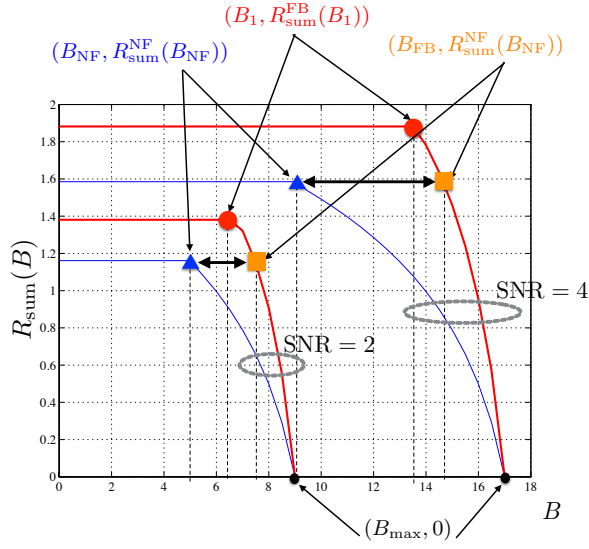 (B₁, R_sum^FB(B₁))
(B_NF, R_sum^NF(B_NF))
(B_FB, R_sum^NF(B_NF))
2
1.8
1.6
1.4
1.2
1
0.8
0.6
0.4
0.2
0
R_sum(B)
SNR = 4
SNR = 2
0 2 4 6 8 10 12 14 16 18
(B_max, 0)
B